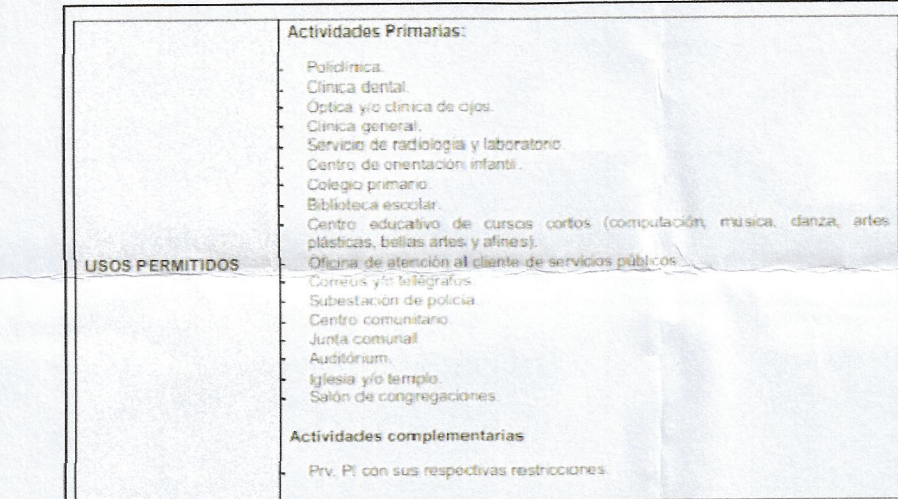 Actividades Primarias:
- Policlínica.
- Clínica dental.
- Óptica y/o clínica de ojos.
- Clínica general.
- Servicio de radiología y laboratorio.
- Centro de orientación infantil.
- Colegio primario.
- Biblioteca escolar.
- Centro educativo de cursos cortos (computación, música, danza, artes
plásticas, bellas artes y afines).
USOS PERMITIDOS
- Oficina de atención al cliente de servicios públicos
- Correos y/o telégrafos.
- Subestación de policía.
- Centro comunitario.
- Junta comunal
- Auditórium.
- Iglesia y/o templo.
- Salón de congregaciones.
Actividades complementarias
- Prv, Pl con sus respectivas restricciones.